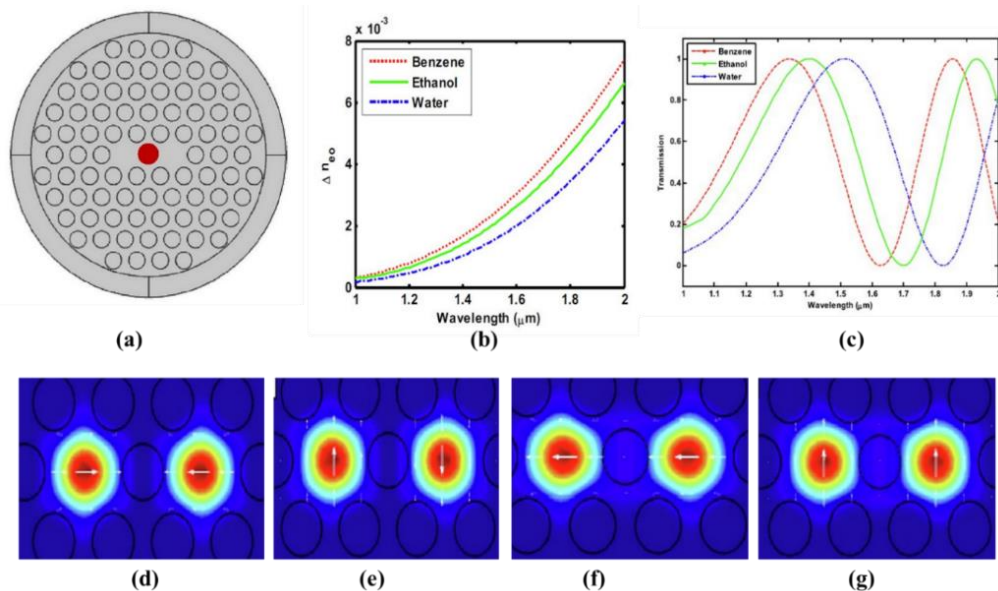 x 10⁻³
8
6
4
2
0
Δ n eo
Benzene
Ethanol
Water
1
1.2
1.4
1.6
1.8
2
Wavelength (μm)
1
0.8
0.6
0.4
0.2
0
Transmission
Benzene
Ethanol
Water
1
1.1
1.2
1.3
1.4
1.5
1.6
1.7
1.8
1.9
2
Wavelength (μm)
(a)
(b)
(c)
(d)
(e)
(f)
(g)